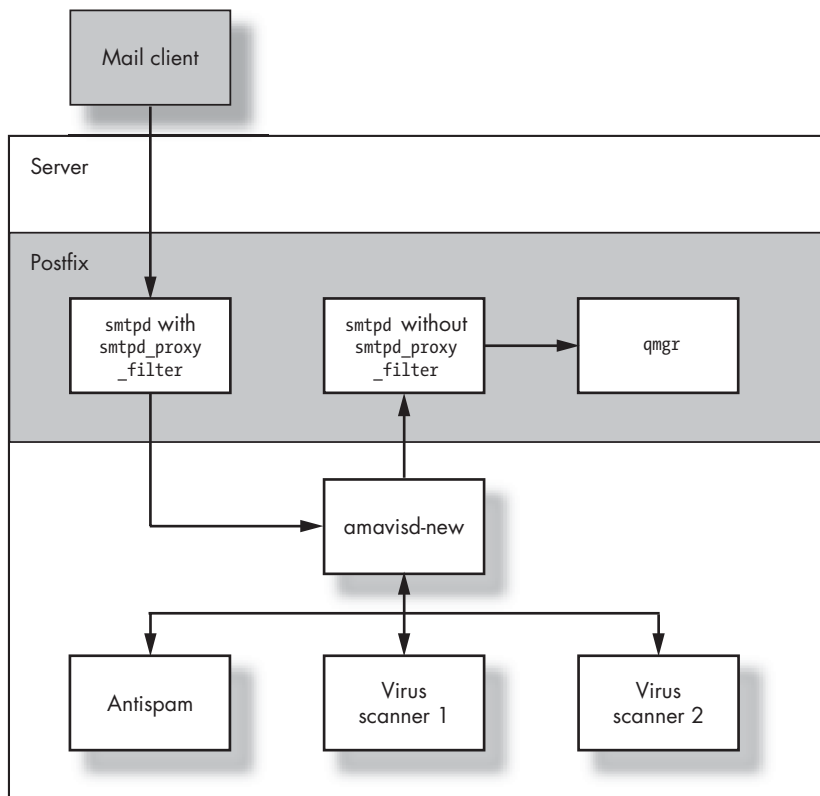 Mail client
Server
Postfix
smtpd with
smtpd_proxy
_filter
smtpd without
smtpd_proxy
_filter
qmgr
amavisd-new
Antispam
Virus
scanner 1
Virus
scanner 2